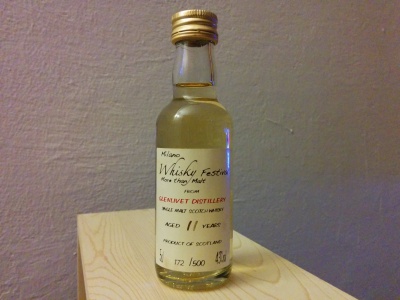 Milano
Whisky Festival
More than Malt
FROM
GLENLIVET DISTILLERY
SINGLE MALT SCOTCH WHISKY
AGED 11 YEARS
PRODUCT OF SCOTLAND
172 /500